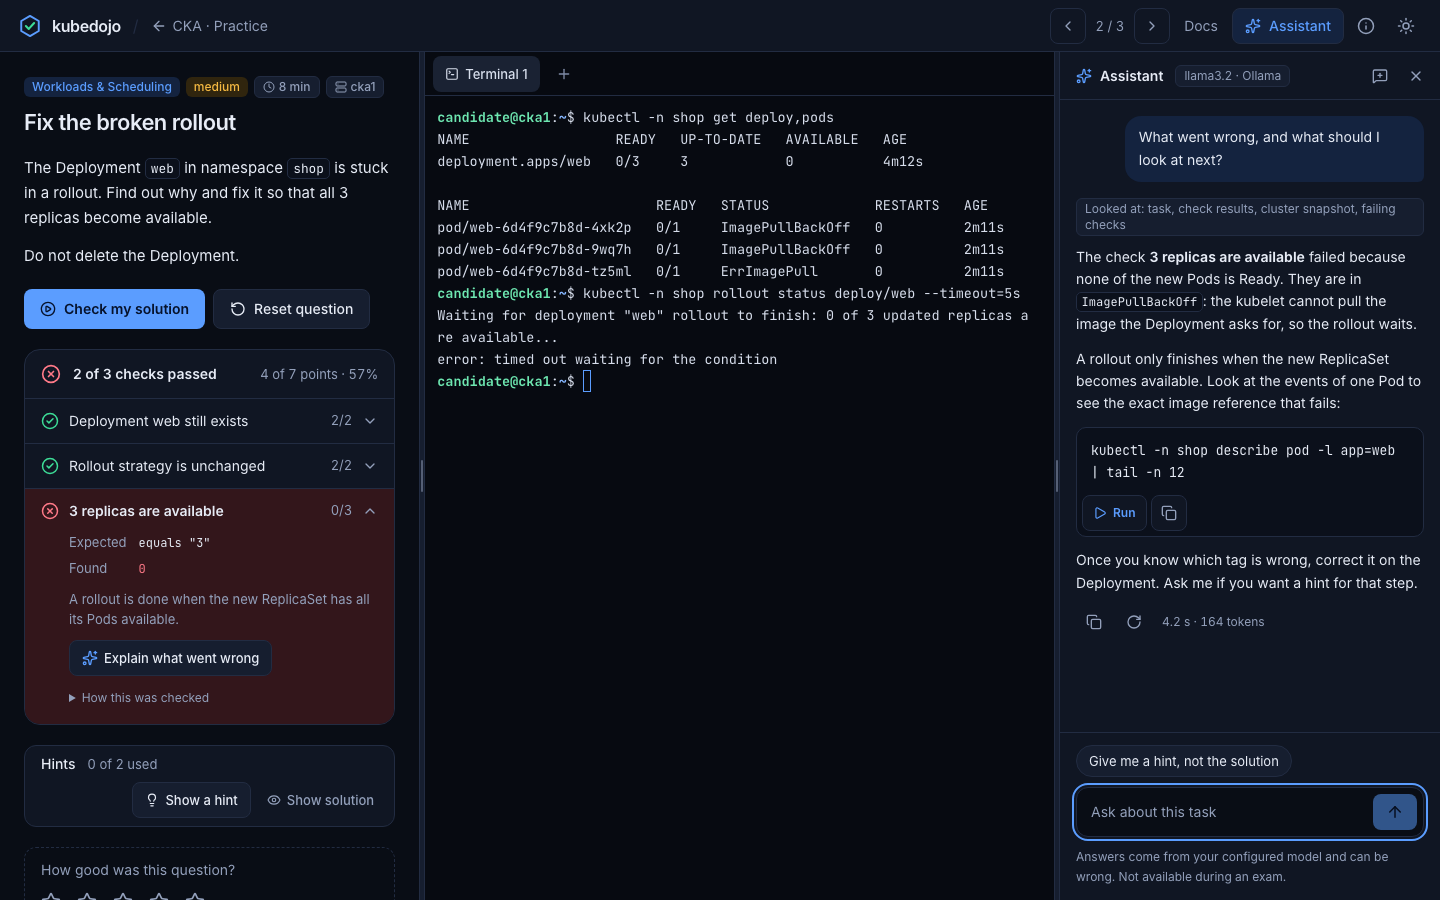 kubedojo / CKA · Practice
2 / 3 Docs Assistant
Workloads & Scheduling medium 8 min cka1
Fix the broken rollout
The Deployment web in namespace shop is stuck
in a rollout. Find out why and fix it so that all 3
replicas become available.
Do not delete the Deployment.
Check my solution Reset question
2 of 3 checks passed 4 of 7 points · 57%
Deployment web still exists 2/2
Rollout strategy is unchanged 2/2
3 replicas are available 0/3
Expected equals "3"
Found 0
A rollout is done when the new ReplicaSet has all
its Pods available.
Explain what went wrong
How this was checked
Hints 0 of 2 used
Show a hint Show solution
How good was this question?
Terminal 1
candidate@cka1:~$ kubectl -n shop get deploy,pods
NAME READY UP-TO-DATE AVAILABLE AGE
deployment.apps/web 0/3 3 0 4m12s
NAME READY STATUS RESTARTS AGE
pod/web-6d4f9c7b8d-4xk2p 0/1 ImagePullBackOff 0 2m11s
pod/web-6d4f9c7b8d-9wq7h 0/1 ImagePullBackOff 0 2m11s
pod/web-6d4f9c7b8d-tz5ml 0/1 ErrImagePull 0 2m11s
candidate@cka1:~$ kubectl -n shop rollout status deploy/web --timeout=5s
Waiting for deployment "web" rollout to finish: 0 of 3 updated replicas a
re available...
error: timed out waiting for the condition
candidate@cka1:~$
Assistant llama3.2 · Ollama
What went wrong, and what should I
look at next?
Looked at: task, check results, cluster snapshot, failing
checks
The check 3 replicas are available failed because
none of the new Pods is Ready. They are in
ImagePullBackOff: the kubelet cannot pull the
image the Deployment asks for, so the rollout waits.
A rollout only finishes when the new ReplicaSet
becomes available. Look at the events of one Pod to
see the exact image reference that fails:
kubectl -n shop describe pod -l app=web
| tail -n 12
Run
Once you know which tag is wrong, correct it on the
Deployment. Ask me if you want a hint for that step.
4.2 s · 164 tokens
Give me a hint, not the solution
Ask about this task
Answers come from your configured model and can be
wrong. Not available during an exam.